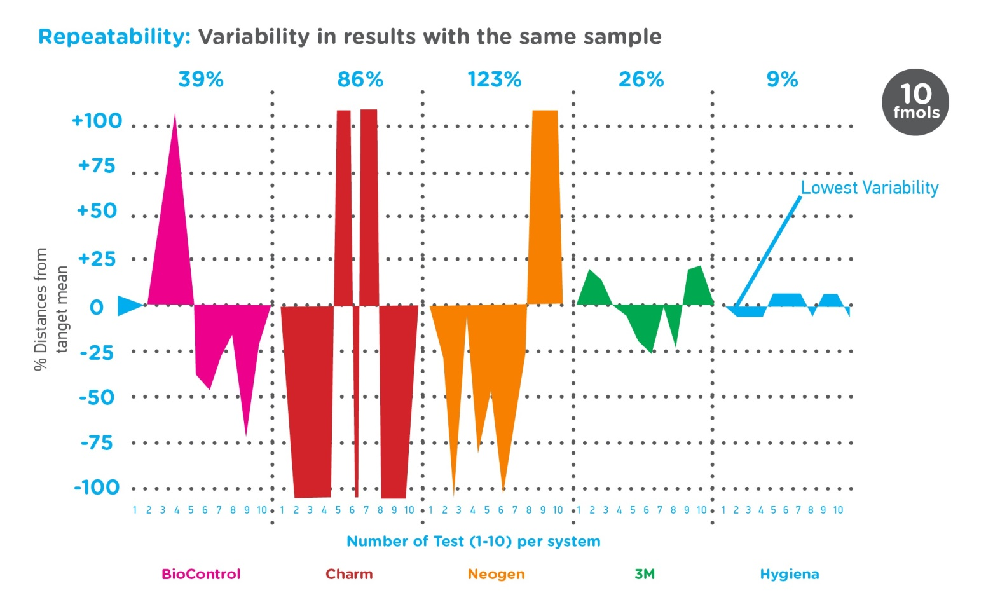 Repeatability: Variability in results with the same sample
39% 86% 123% 26% 9%
10
fmols
+100
+75
+50
+25
0
-25
-50
-75
-100
% Distances from
tanget mean
Lowest Variability
1 2 3 4 5 6 7 8 9 10 1 2 3 4 5 6 7 8 9 10 1 2 3 4 5 6 7 8 9 10 1 2 3 4 5 6 7 8 9 10 1 2 3 4 5 6 7 8 9 10
Number of Test (1-10) per system
BioControl Charm Neogen 3M Hygiena